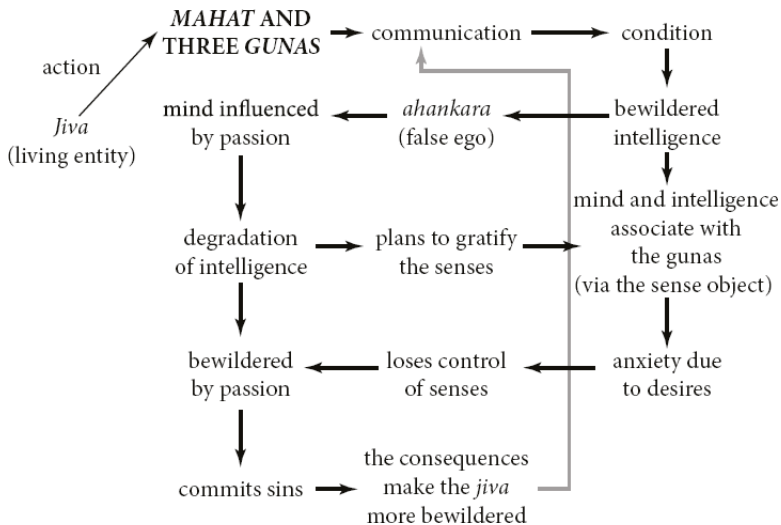 MAHAT AND
THREE GUNAS
communication
condition
action
Jiva
(living entity)
mind influenced
by passion
ahankara
(false ego)
bewildered
intelligence
mind and intelligence
associate with
the gunas
(via the sense object)
degradation
of intelligence
plans to gratify
the senses
bewildered
by passion
loses control
of senses
anxiety due
to desires
commits sins
the consequences
make the jiva
more bewildered